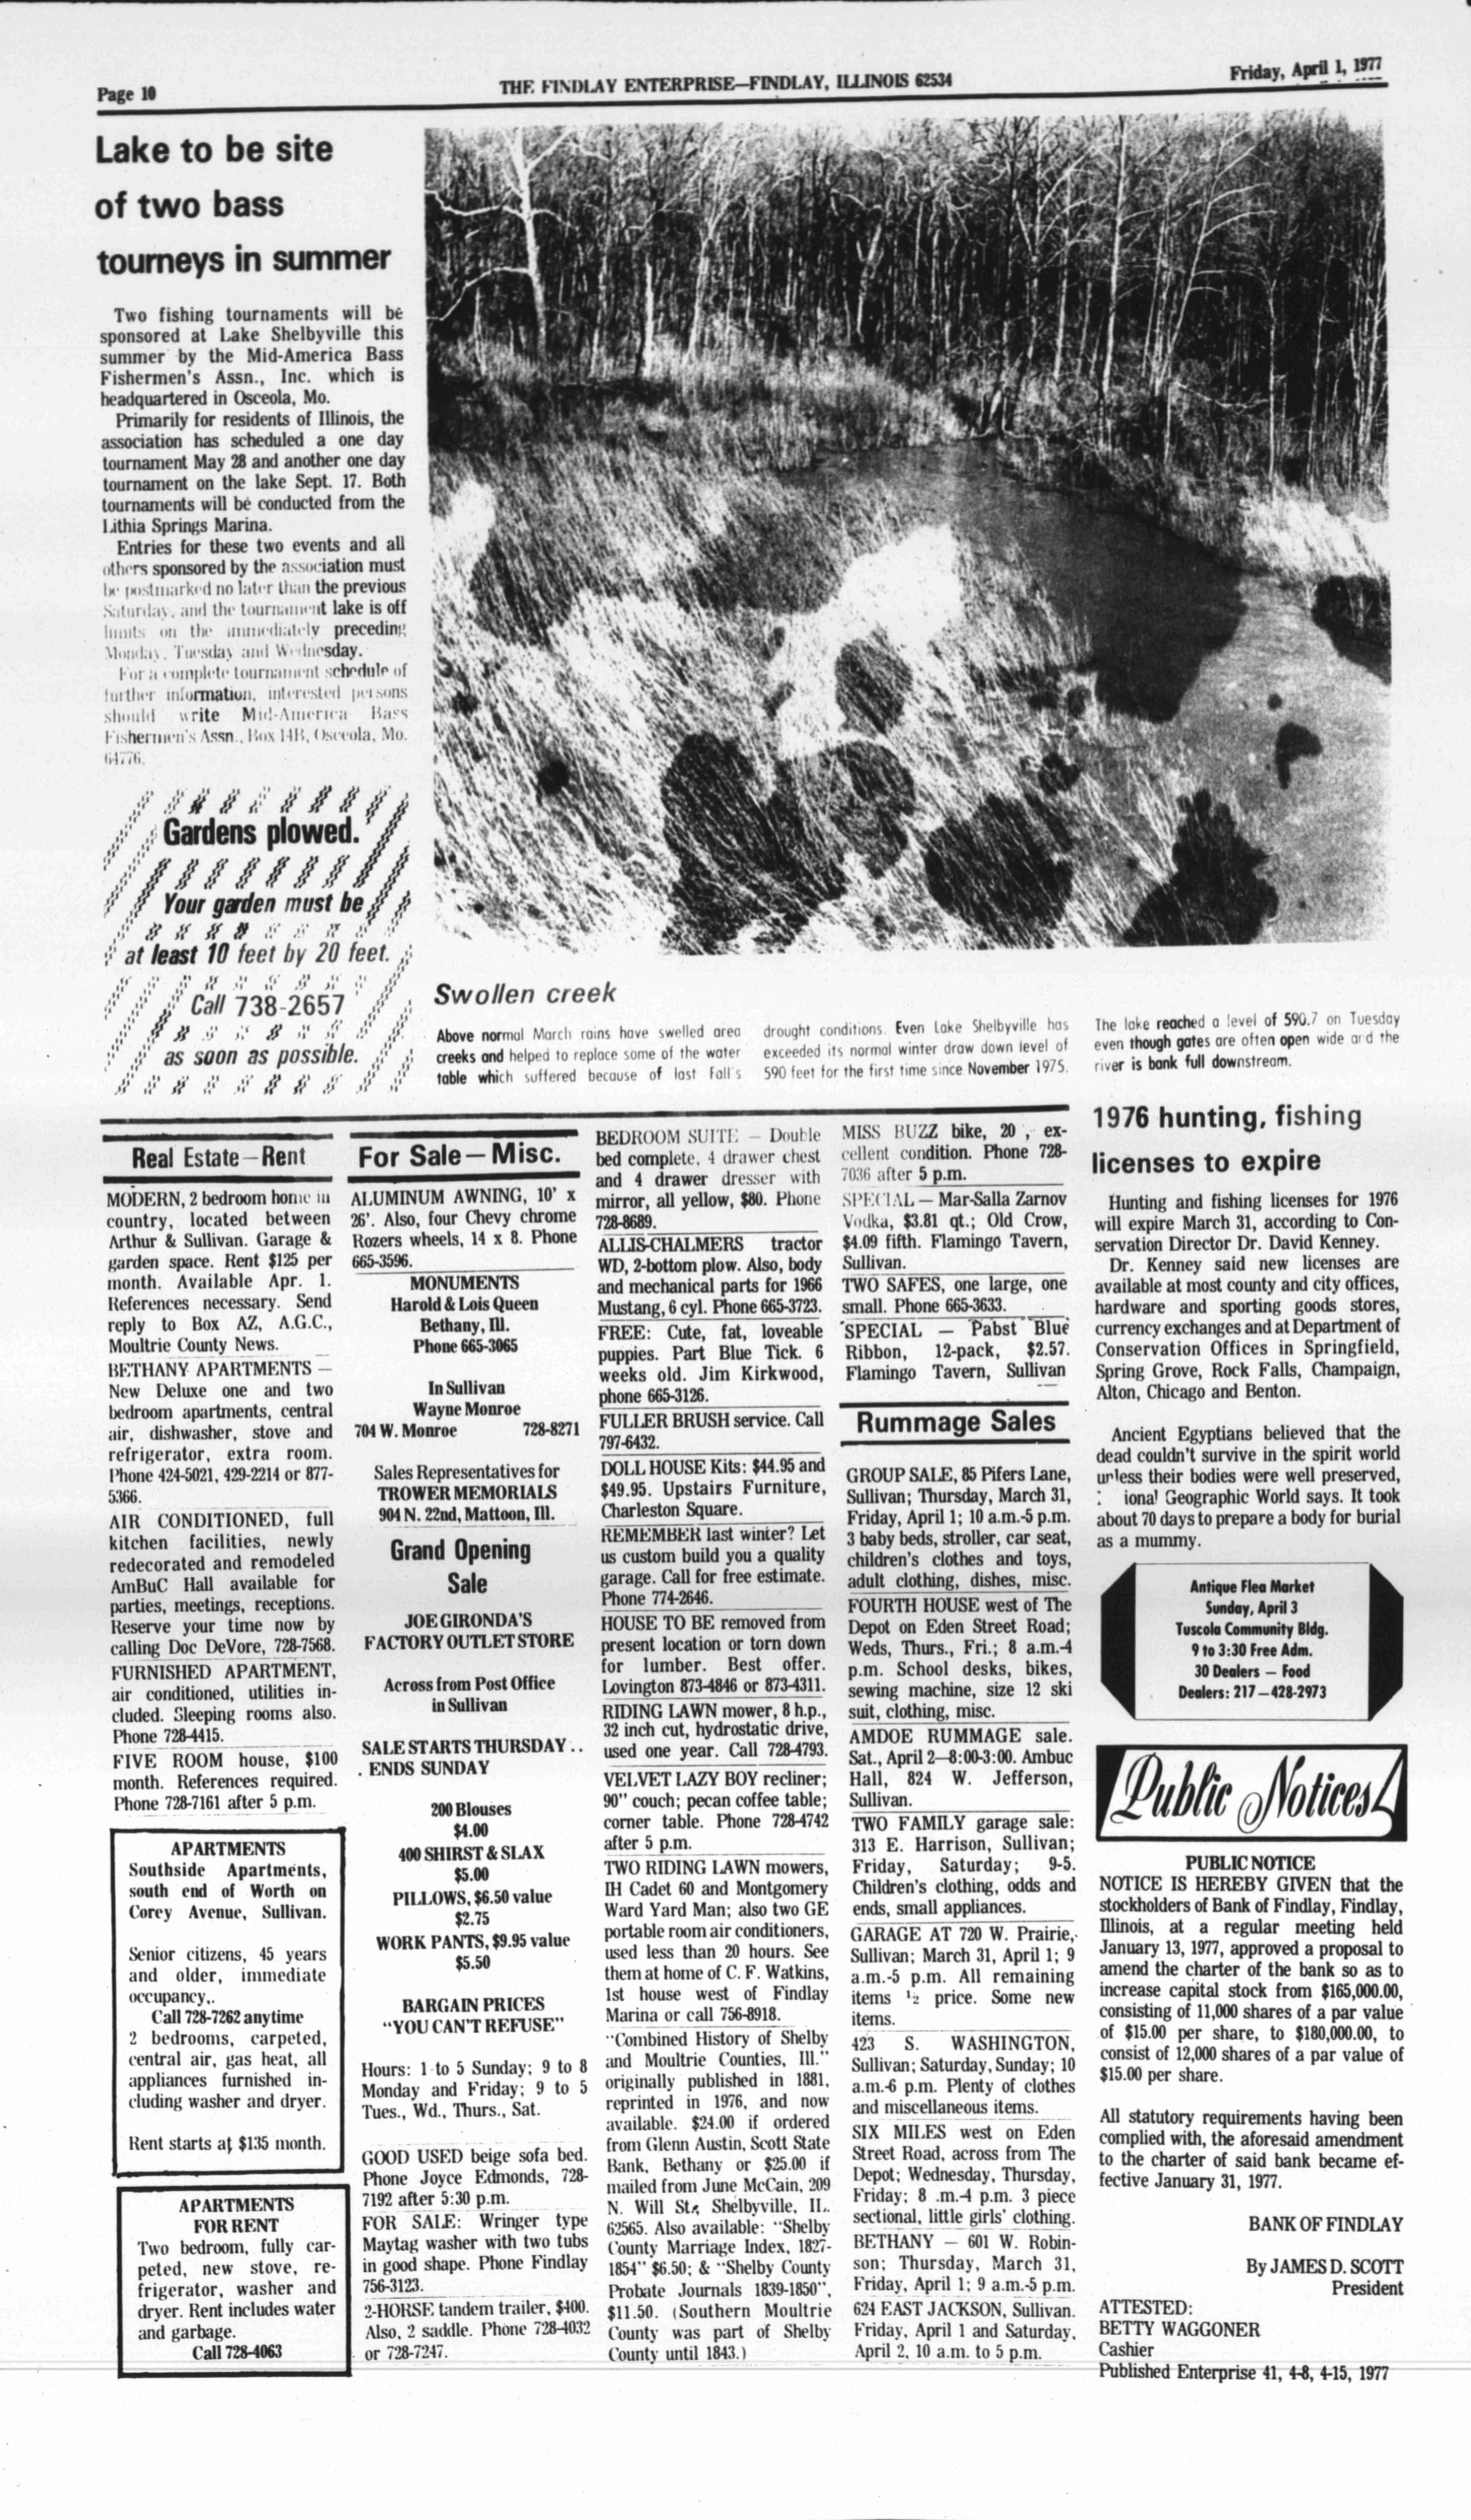 Page 10
THE FINDLAY ENTERPRISE—FINDLAY, ILLINOIS 62534
Friday, April 1, 1977
Lake to be site
of two bass
tourneys in summer
Two fishing tournaments will be
sponsored at Lake Shelbyville this
summer by the Mid-America Bass
Fishermen's Assn., Inc. which is
headquartered in Osceola, Mo.
Primarily for residents of Illinois, the
association has scheduled a one day
tournament May 28 and another one day
tournament on the lake Sept. 17. Both
tournaments will be conducted from the
Lithia Springs Marina.
Entries for these two events and all
others sponsored by the association must
be postmarked no later than the previous
Saturday, and the tournament lake is off
limits on the immediately preceding
Monday, Tuesday and Wednesday.
For a complete tournament schedule of
further information, interested persons
should write Mid-America Bass
Fishermen's Assn., Box 14B, Osceola, Mo.
64776.
Gardens plowed.
Your garden must be
at least 10 feet by 20 feet.
Call 738-2657
as soon as possible.
Swollen creek
Above normal March rains have swelled area
creeks and helped to replace some of the water
table which suffered because of last fall's
drought conditions. Even Lake Shelbyville has
exceeded its normal winter draw down level of
590 feet for the first time since November 1975.
The lake reached a level of 590.7 on Tuesday
even though gates are often open wide and the
river is bank full downstream.
Real Estate—Rent
MODERN, 2 bedroom home in
country, located between
Arthur & Sullivan. Garage &
garden space. Rent $125 per
month. Available Apr. 1.
References necessary. Send
reply to Box AZ, A.G.C.,
Moultrie County News.
BETHANY APARTMENTS —
New Deluxe one and two
bedroom apartments, central
air, dishwasher, stove and
refrigerator, extra room.
Phone 424-5021, 429-2214 or 877-
5366.
AIR CONDITIONED, full
kitchen facilities, newly
redecorated and remodeled
AmBuC Hall available for
parties, meetings, receptions.
Reserve your time now by
calling Doc DeVore, 728-7568.
FURNISHED APARTMENT,
air conditioned, utilities in-
cluded. Sleeping rooms also.
Phone 728-4415.
FIVE ROOM house, $100
month. References required.
Phone 728-7161 after 5 p.m.
APARTMENTS
Southside Apartments,
south end of Worth on
Corey Avenue, Sullivan.
Senior citizens, 45 years
and older, immediate
occupancy,.
Call 728-7262 anytime
2 bedrooms, carpeted,
central air, gas heat, all
appliances furnished in-
cluding washer and dryer.
Rent starts at $135 month.
APARTMENTS
FOR RENT
Two bedroom, fully car-
peted, new stove, re-
frigerator, washer and
dryer. Rent includes water
and garbage.
Call 728-4063
For Sale—Misc.
ALUMINUM AWNING, 10' x
26'. Also, four Chevy chrome
Rozers wheels, 14 x 8. Phone
665-3596.
MONUMENTS
Harold & Lois Queen
Bethany, Ill.
Phone 665-3065
In Sullivan
Wayne Monroe
704 W. Monroe 728-8271
Sales Representatives for
TROWER MEMORIALS
904 N. 22nd, Mattoon, Ill.
Grand Opening
Sale
JOE GIRONDA'S
FACTORY OUTLET STORE
Across from Post Office
in Sullivan
SALE STARTS THURSDAY . .
. ENDS SUNDAY
200 Blouses
$4.00
400 SHIRST & SLAX
$5.00
PILLOWS, $6.50 value
$2.75
WORK PANTS, $9.95 value
$5.50
BARGAIN PRICES
"YOU CAN'T REFUSE"
Hours: 1 to 5 Sunday; 9 to 8
Monday and Friday; 9 to 5
Tues., Wd., Thurs., Sat.
GOOD USED beige sofa bed.
Phone Joyce Edmonds, 728-
7192 after 5:30 p.m.
FOR SALE: Wringer type
Maytag washer with two tubs
in good shape. Phone Findlay
756-3123.
2-HORSE tandem trailer, $400.
Also, 2 saddle. Phone 728-4032
or 728-7247.
BEDROOM SUITE — Double
bed complete, 4 drawer chest
and 4 drawer dresser with
mirror, all yellow, $80. Phone
728-8689.
ALLIS-CHALMERS tractor
WD, 2-bottom plow. Also, body
and mechanical parts for 1966
Mustang, 6 cyl. Phone 665-3723.
FREE: Cute, fat, loveable
puppies. Part Blue Tick. 6
weeks old. Jim Kirkwood,
phone 665-3126.
FULLER BRUSH service. Call
797-6432.
DOLL HOUSE Kits: $44.95 and
$49.95. Upstairs Furniture,
Charleston Square.
REMEMBER last winter? Let
us custom build you a quality
garage. Call for free estimate.
Phone 774-2646.
HOUSE TO BE removed from
present location or torn down
for lumber. Best offer.
Lovington 873-4846 or 873-4311.
RIDING LAWN mower, 8 h.p.,
32 inch cut, hydrostatic drive,
used one year. Call 728-4793.
VELVET LAZY BOY recliner;
90" couch; pecan coffee table;
corner table. Phone 728-4742
after 5 p.m.
TWO RIDING LAWN mowers,
IH Cadet 60 and Montgomery
Ward Yard Man; also two GE
portable room air conditioners,
used less than 20 hours. See
them at home of C. F. Watkins,
1st house west of Findlay
Marina or call 756-8918.
"Combined History of Shelby
and Moultrie Counties, Ill."
originally published in 1881,
reprinted in 1976, and now
available. $24.00 if ordered
from Glenn Austin, Scott State
Bank, Bethany or $25.00 if
mailed from June McCain, 209
N. Will St., Shelbyville, IL.
62565. Also available: "Shelby
County Marriage Index, 1827-
1854" $6.50; & "Shelby County
Probate Journals 1839-1850",
$11.50. (Southern Moultrie
County was part of Shelby
County until 1843.)
MISS BUZZ bike, 20 , ex-
cellent condition. Phone 728-
7036 after 5 p.m.
SPECIAL — Mar-Salla Zarnov
Vodka, $3.81 qt.; Old Crow,
$4.09 fifth. Flamingo Tavern,
Sullivan.
TWO SAFES, one large, one
small. Phone 665-3633.
SPECIAL — Pabst Blue
Ribbon, 12-pack, $2.57.
Flamingo Tavern, Sullivan
Rummage Sales
GROUP SALE, 85 Pifers Lane,
Sullivan; Thursday, March 31,
Friday, April 1; 10 a.m.-5 p.m.
3 baby beds, stroller, car seat,
children's clothes and toys,
adult clothing, dishes, misc.
FOURTH HOUSE west of The
Depot on Eden Street Road;
Weds, Thurs., Fri.; 8 a.m.-4
p.m. School desks, bikes,
sewing machine, size 12 ski
suit, clothing, misc.
AMDOE RUMMAGE sale.
Sat., April 2—8:00-3:00. Ambuc
Hall, 824 W. Jefferson,
Sullivan.
TWO FAMILY garage sale:
313 E. Harrison, Sullivan;
Friday, Saturday; 9-5.
Children's clothing, odds and
ends, small appliances.
GARAGE AT 720 W. Prairie,
Sullivan; March 31, April 1; 9
a.m.-5 p.m. All remaining
items ½ price. Some new
items.
423 S. WASHINGTON,
Sullivan; Saturday, Sunday; 10
a.m.-6 p.m. Plenty of clothes
and miscellaneous items.
SIX MILES west on Eden
Street Road, across from The
Depot; Wednesday, Thursday,
Friday; 8 .m.-4 p.m. 3 piece
sectional, little girls' clothing.
BETHANY — 601 W. Robin-
son; Thursday, March 31,
Friday, April 1; 9 a.m.-5 p.m.
624 EAST JACKSON, Sullivan.
Friday, April 1 and Saturday,
April 2, 10 a.m. to 5 p.m.
1976 hunting, fishing
licenses to expire
Hunting and fishing licenses for 1976
will expire March 31, according to Con-
servation Director Dr. David Kenney.
Dr. Kenney said new licenses are
available at most county and city offices,
hardware and sporting goods stores,
currency exchanges and at Department of
Conservation Offices in Springfield,
Spring Grove, Rock Falls, Champaign,
Alton, Chicago and Benton.
Ancient Egyptians believed that the
dead couldn't survive in the spirit world
unless their bodies were well preserved,
ional Geographic World says. It took
about 70 days to prepare a body for burial
as a mummy.
Antique Flea Market
Sunday, April 3
Tuscola Community Bldg.
9 to 3:30 Free Adm.
30 Dealers — Food
Dealers: 217—428-2973
Public Notices
PUBLIC NOTICE
NOTICE IS HEREBY GIVEN that the
stockholders of Bank of Findlay, Findlay,
Illinois, at a regular meeting held
January 13, 1977, approved a proposal to
amend the charter of the bank so as to
increase capital stock from $165,000.00,
consisting of 11,000 shares of a par value
of $15.00 per share, to $180,000.00, to
consist of 12,000 shares of a par value of
$15.00 per share.
All statutory requirements having been
complied with, the aforesaid amendment
to the charter of said bank became ef-
fective January 31, 1977.
BANK OF FINDLAY
By JAMES D. SCOTT
President
ATTESTED:
BETTY WAGGONER
Cashier
Published Enterprise 41, 4-8, 4-15, 1977